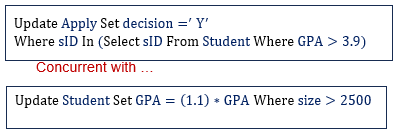 Update Apply Set decision =′ Y′
Where sID In (Select sID From Student Where GPA > 3.9)
Concurrent with …
Update Student Set GPA = (1.1) ∗ GPA Where size > 2500